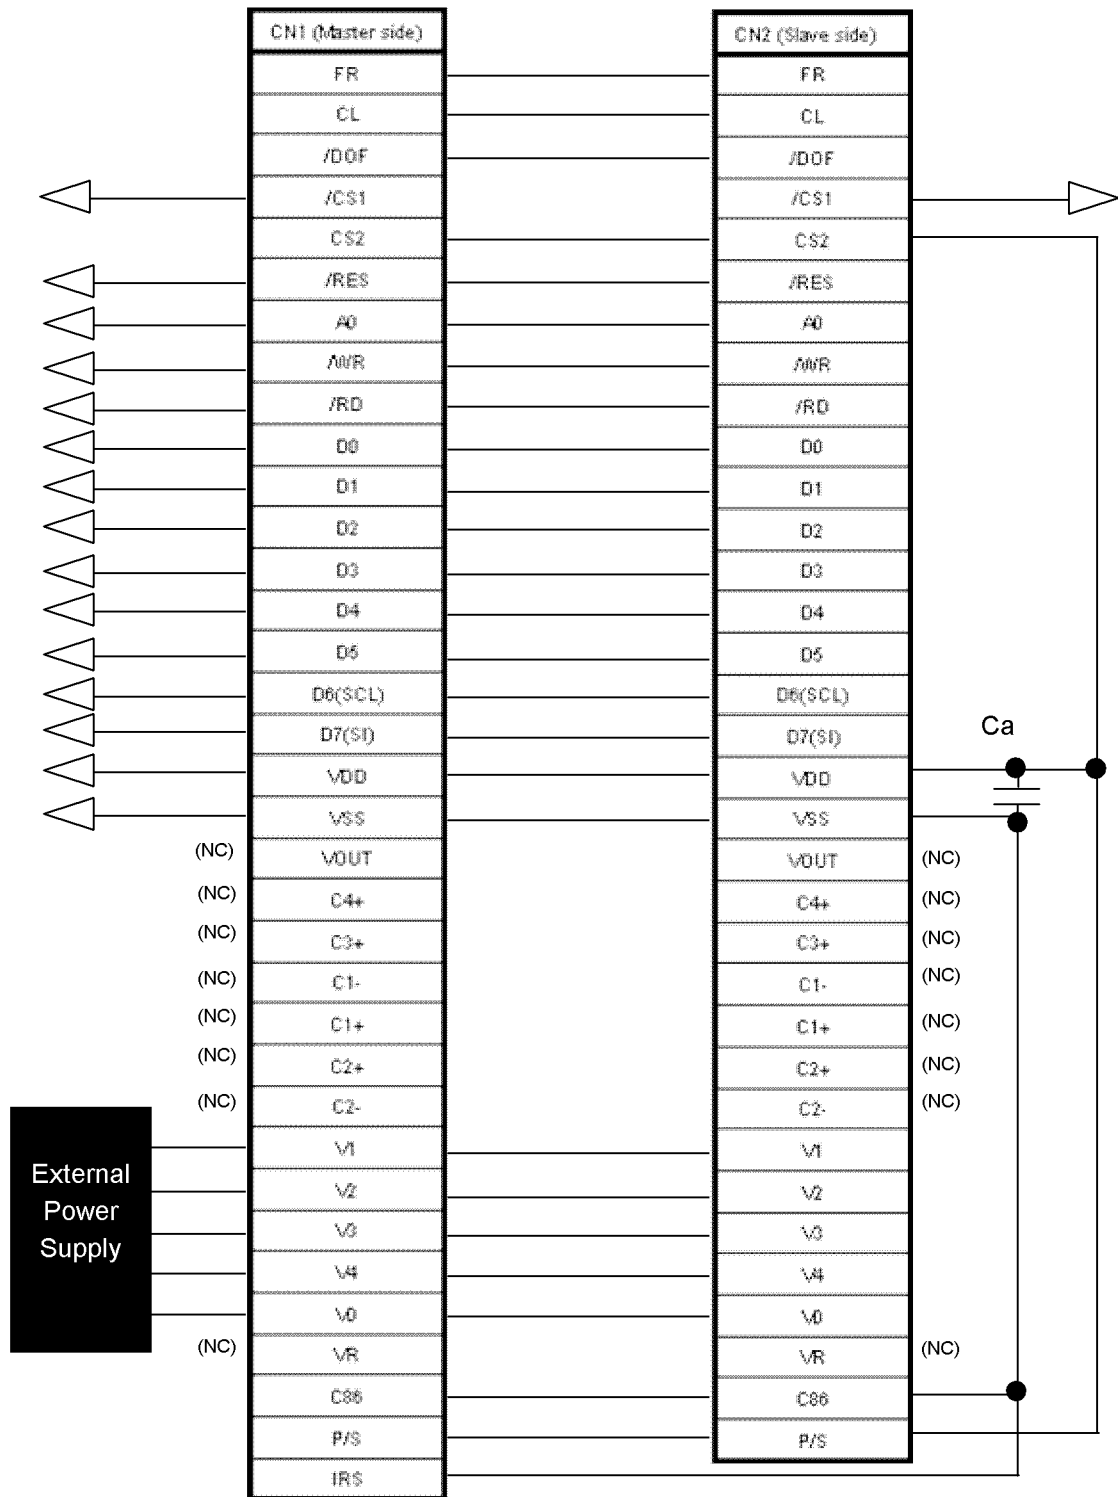 CN1 (Master side) CN2 (Slave side)
FR FR
CL CL
/DOF /DOF
/CS1 /CS1
CS2 CS2
/RES /RES
A0 A0
/WR /WR
/RD /RD
D0 D0
D1 D1
D2 D2
D3 D3
D4 D4
D5 D5
D6(SCL) D6(SCL)
D7(SI) D7(SI)
Ca
VDD VDD
VSS VSS
(NC) VOUT VOUT (NC)
(NC) C4+ C4+ (NC)
(NC) C3+ C3+ (NC)
(NC) C1- C1- (NC)
(NC) C1+ C1+ (NC)
(NC) C2+ C2+ (NC)
(NC) C2- C2- (NC)
External
Power
Supply
V1 V1
V2 V2
V3 V3
V4 V4
V0 V0
(NC) VR VR (NC)
C86 C86
P/S P/S
IRS